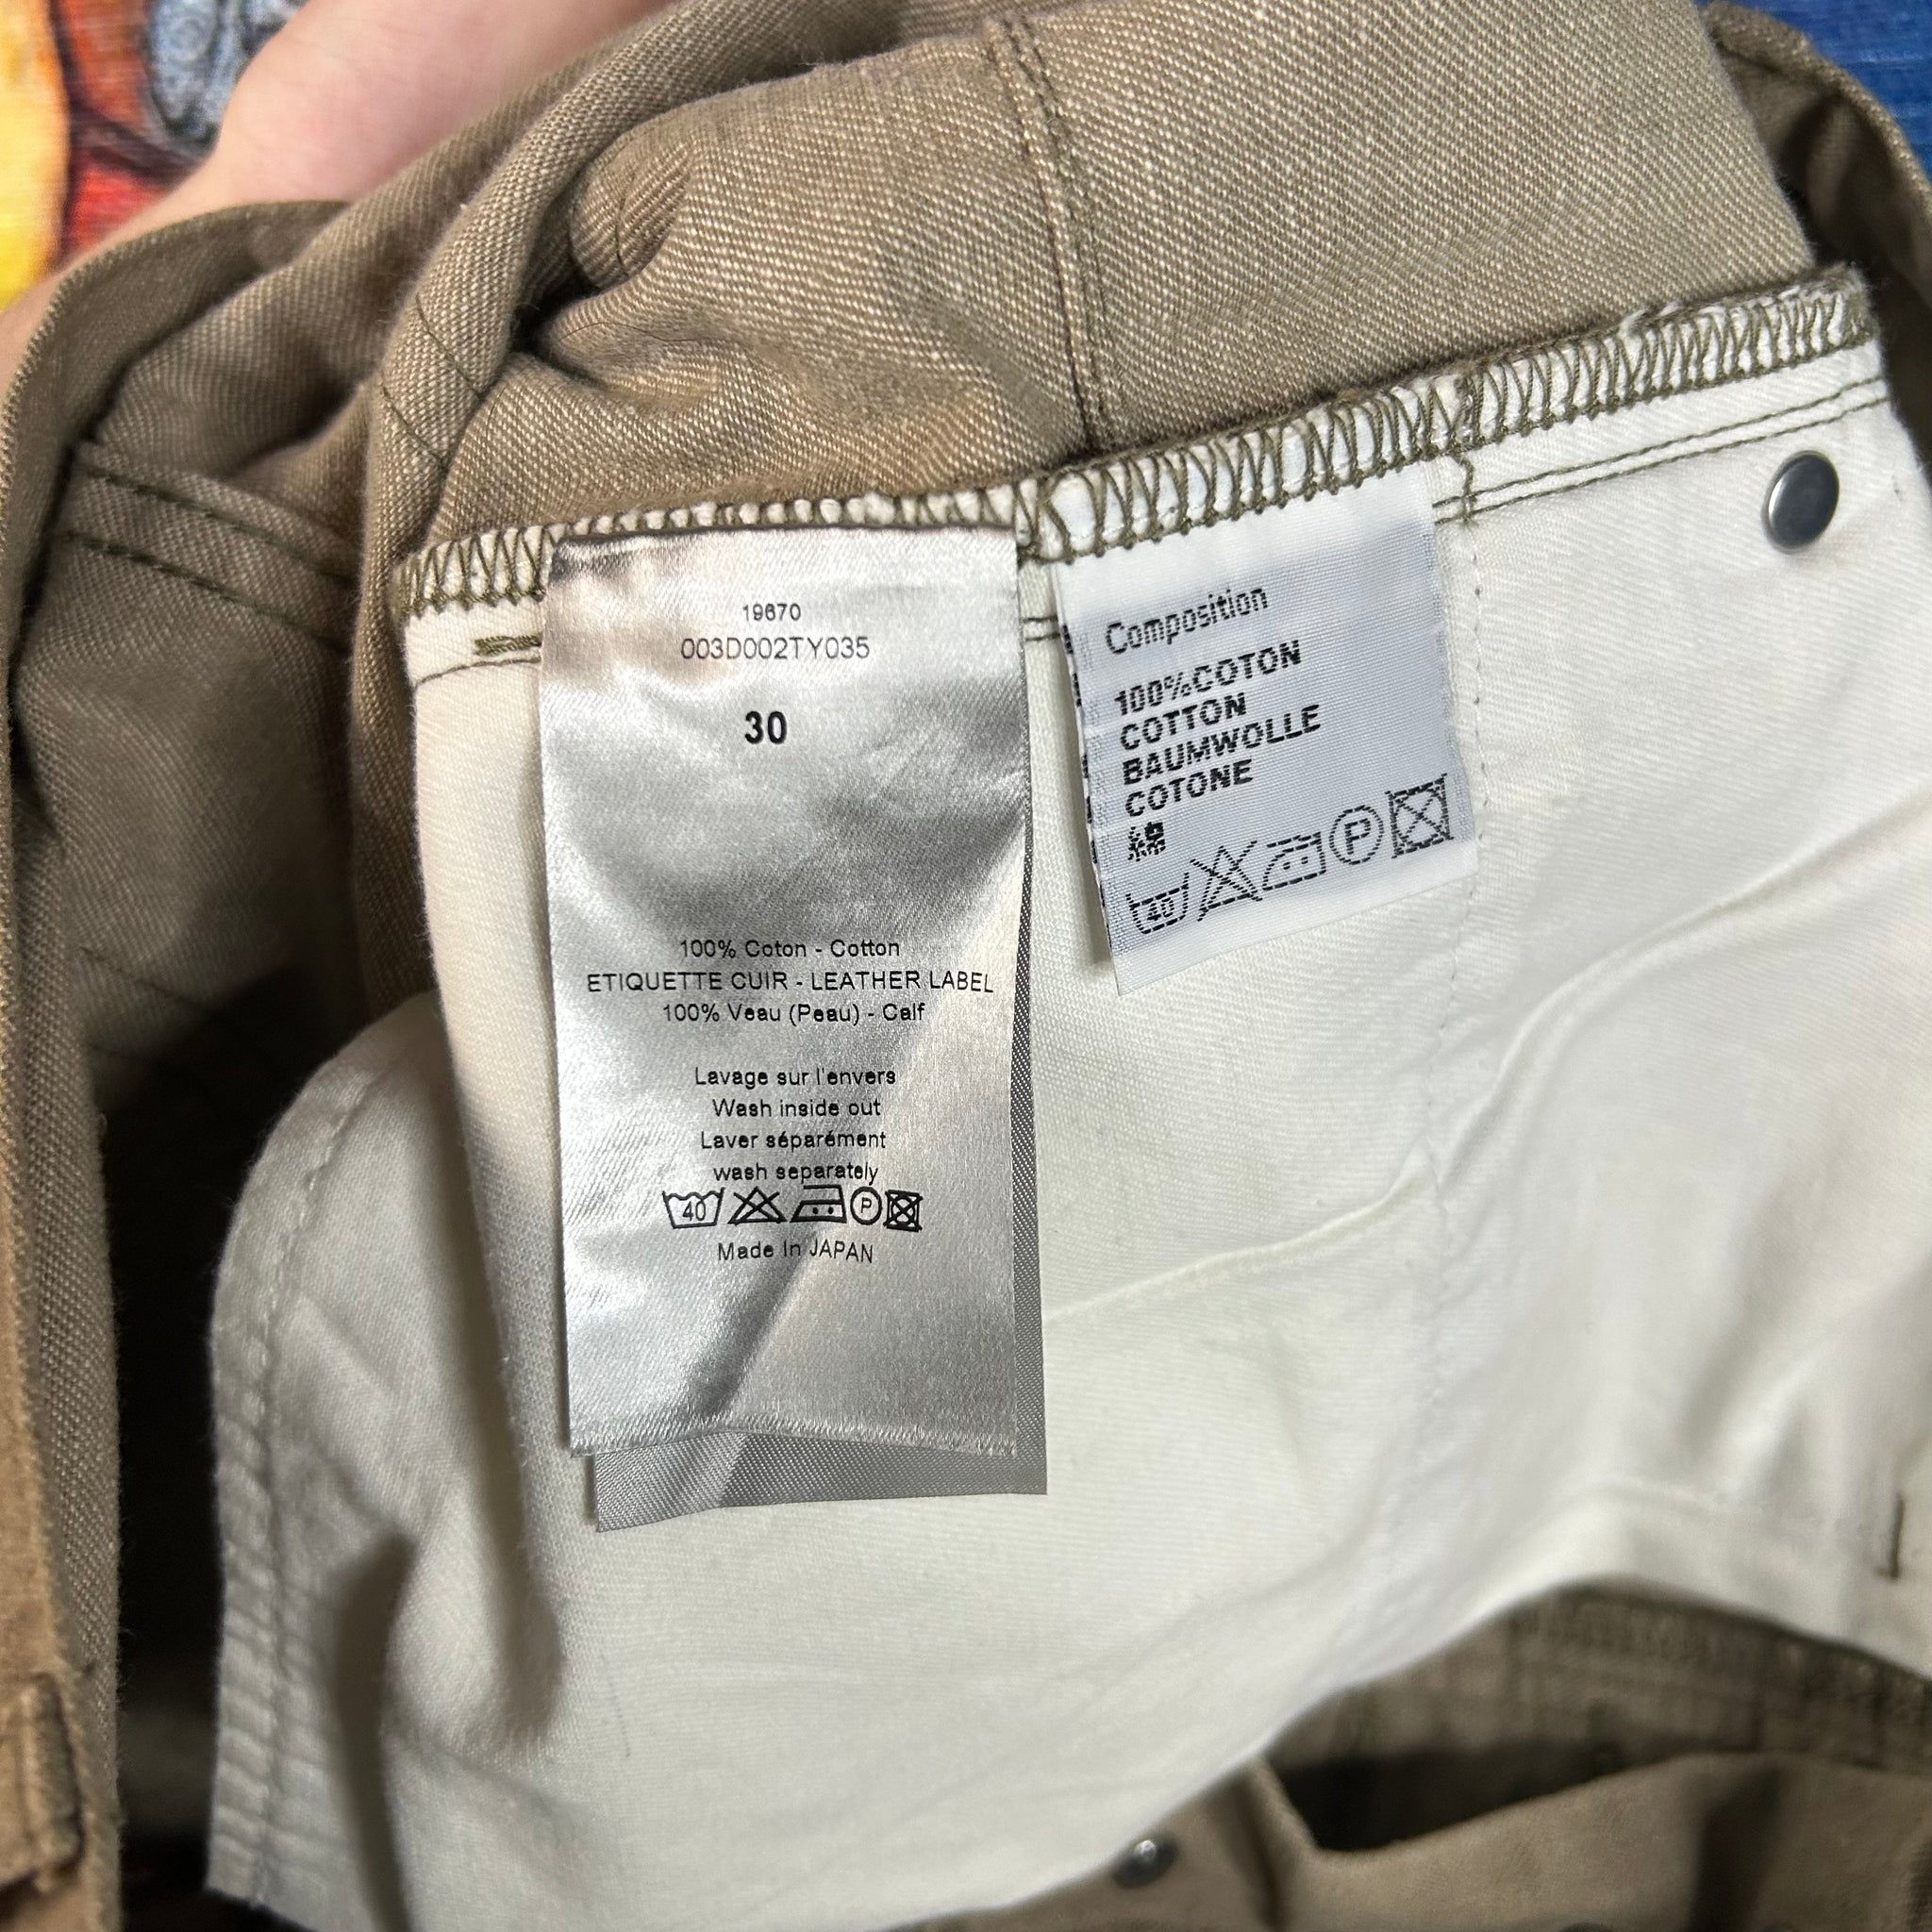 19670
003D002TY035
30
100% Coton - Cotton
ETIQUETTE CUIR - LEATHER LABEL
100% Veau (Peau) - Calf
Lavage sur l'envers
Wash inside out
Laver séparément
wash separately
40 P
Made In JAPAN
Composition
100%COTON
COTTON
BAUMWOLLE
COTONE
綿
40 P